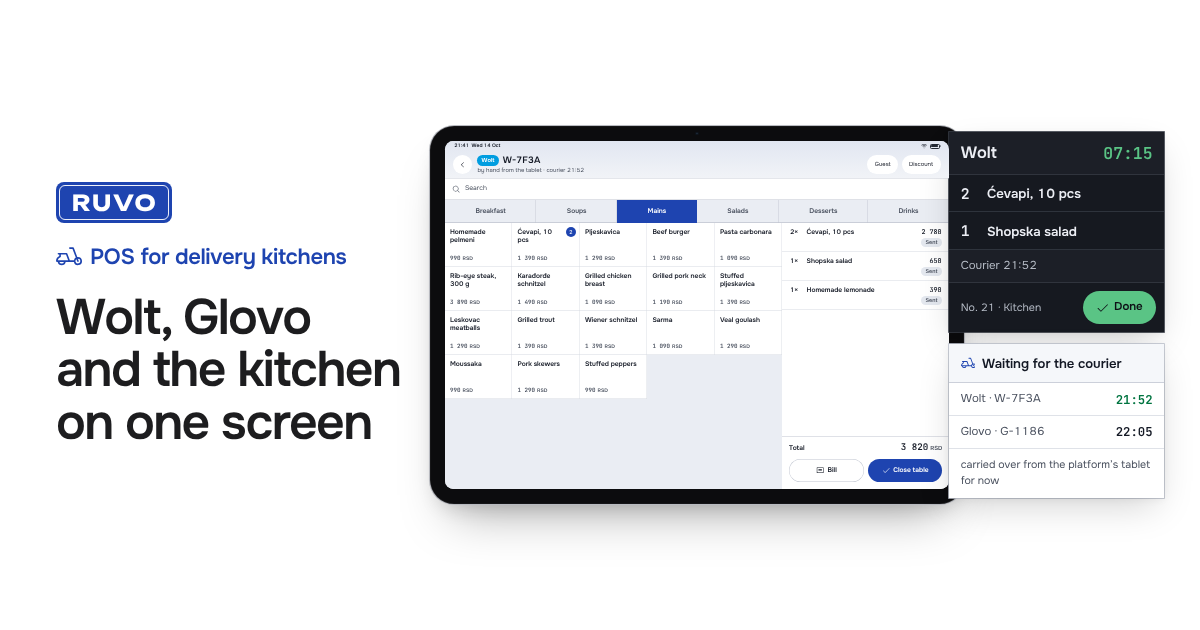 RUVO
POS for delivery kitchens
Wolt, Glovo
and the kitchen
on one screen
21:41 Wed 14 Oct
Wolt W-7F3A
by hand from the tablet · courier 21:52
Guest
Discount
Search
Breakfast
Soups
Mains
Salads
Desserts
Drinks
Homemade
pelmeni
990 RSD
Ćevapi, 10
pcs
2
1 390 RSD
Pljeskavica
1 290 RSD
Beef burger
1 390 RSD
Pasta carbonara
1 090 RSD
Rib-eye steak,
300 g
3 890 RSD
Karađorđe
schnitzel
1 490 RSD
Grilled chicken
breast
1 090 RSD
Grilled pork neck
1 190 RSD
Stuffed
pljeskavica
1 390 RSD
Leskovac
meatballs
1 290 RSD
Grilled trout
1 390 RSD
Wiener schnitzel
1 390 RSD
Sarma
1 090 RSD
Veal goulash
1 290 RSD
Moussaka
990 RSD
Pork skewers
1 290 RSD
Stuffed peppers
990 RSD
2× Ćevapi, 10 pcs 2 780
Sent
1× Shopska salad 650
Sent
1× Homemade lemonade 390
Sent
Total 3 820 RSD
Bill
Close table
Wolt 07:15
2 Ćevapi, 10 pcs
1 Shopska salad
Courier 21:52
No. 21 · Kitchen
Done
Waiting for the courier
Wolt · W-7F3A 21:52
Glovo · G-1186 22:05
carried over from the platform's tablet
for now